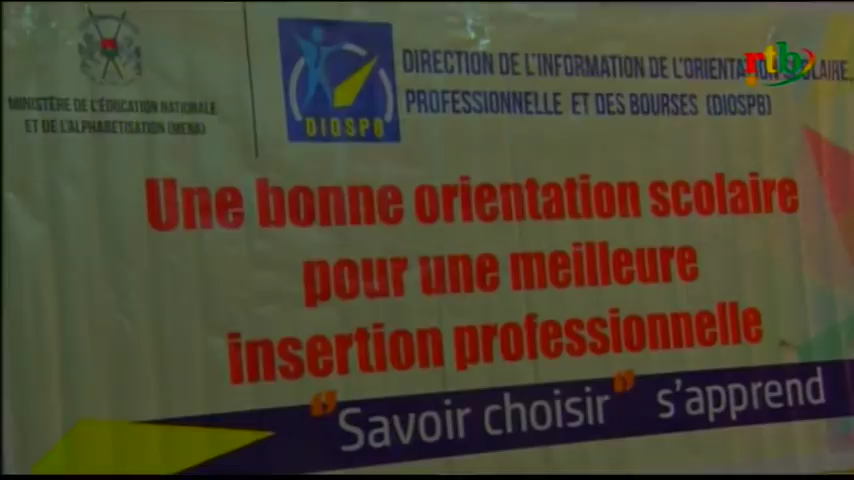 MINISTÈRE DE L'ÉDUCATION NATIONALE
ET DE L'ALPHABETISATION (MENA)
DIOSPB
DIRECTION DE L'INFORMATION DE L'ORIENTATION SCOLAIRE,
PROFESSIONNELLE ET DES BOURSES (DIOSPB)
rtb
Une bonne orientation scolaire
pour une meilleure
insertion professionnelle
"Savoir choisir" s'apprend